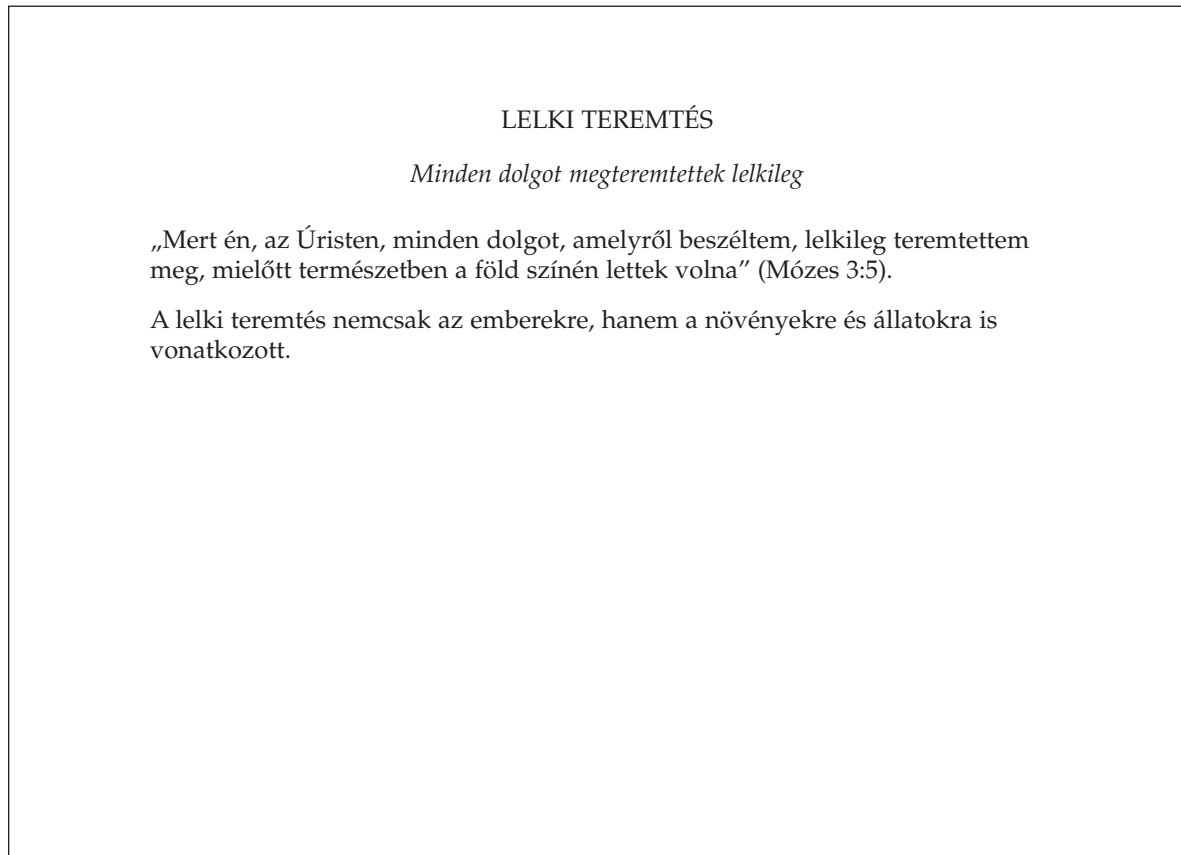 LELKI TEREMTÉS
Minden dolgot megteremtettek lelkileg
„Mert én, az Úristen, minden dolgot, amelyről beszéltem, lelkileg teremtettem
meg, mielőtt természetben a föld színén lettek volna” (Mózes 3:5).
A lelki teremtés nemcsak az emberekre, hanem a növényekre és állatokra is
vonatkozott.